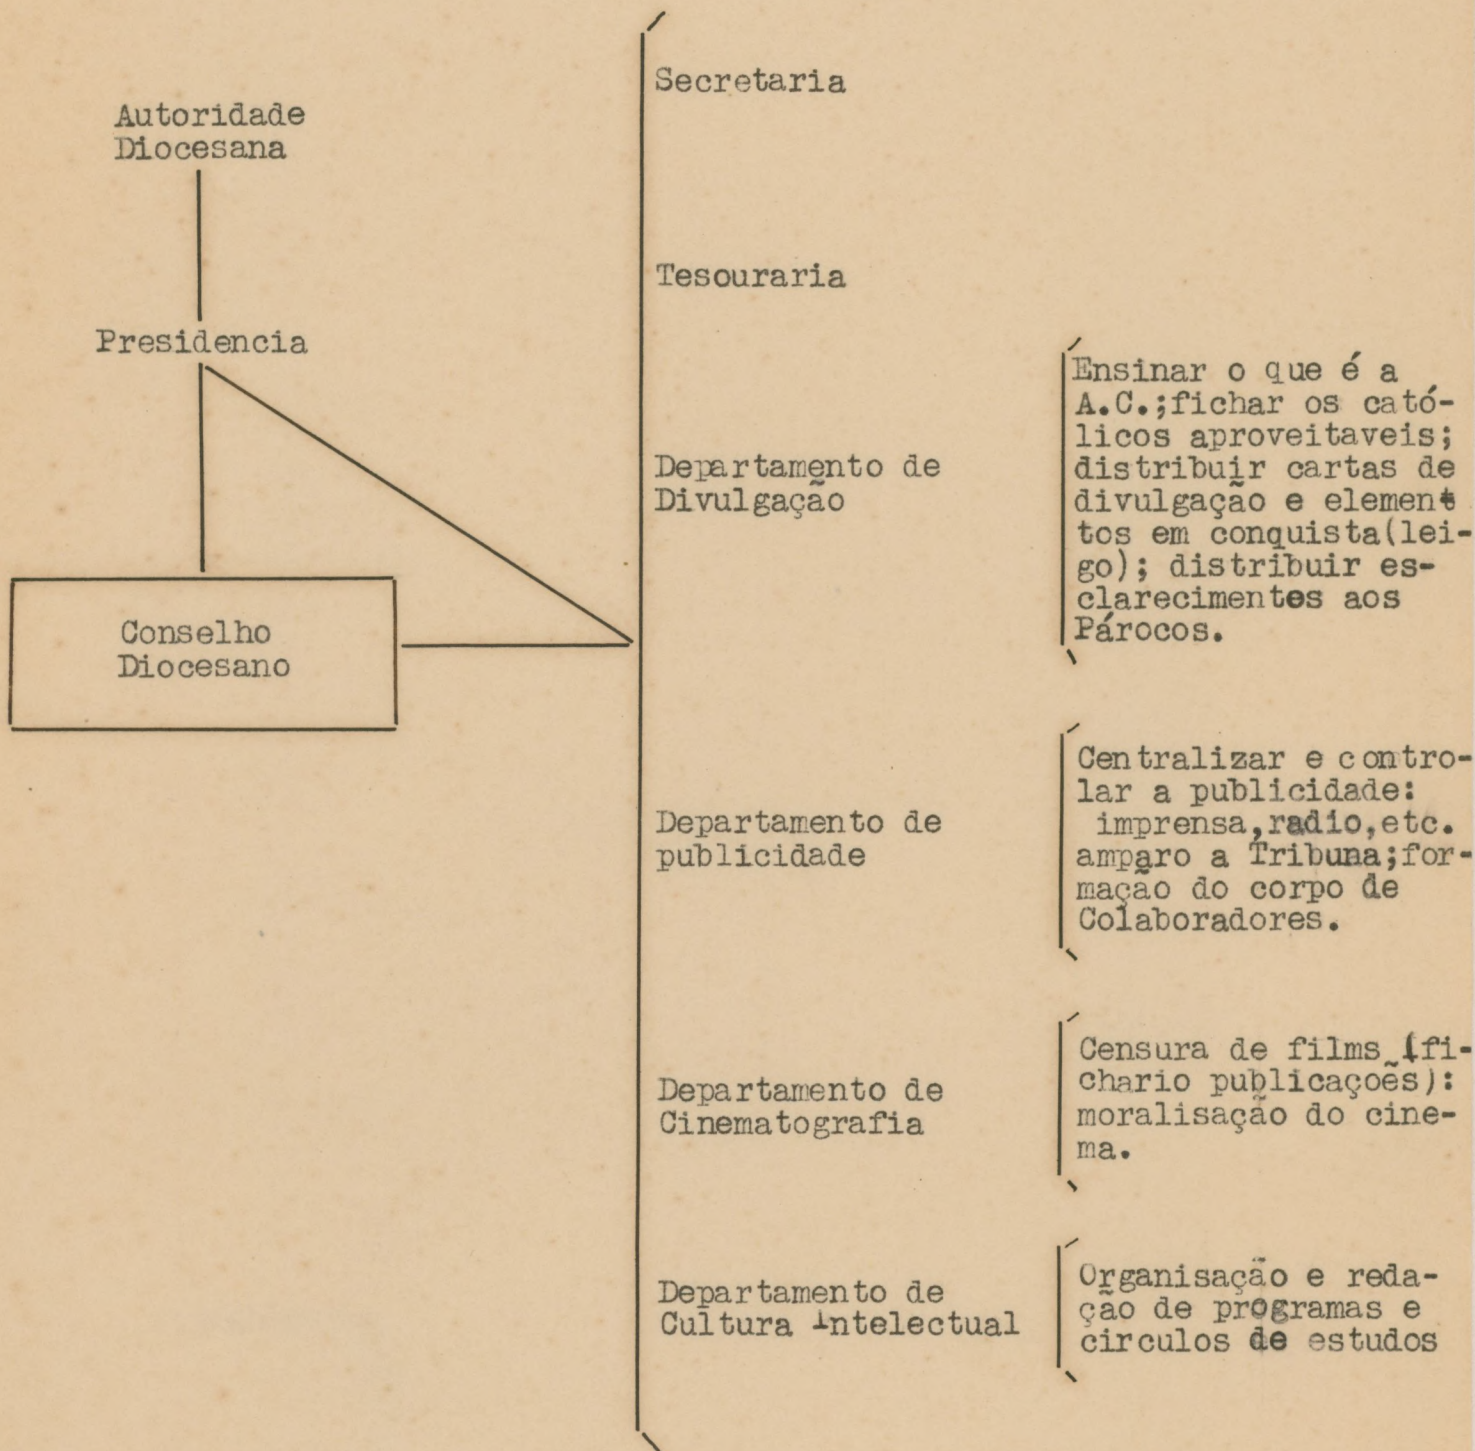 Autoridade
Diocesana
Presidencia
Conselho
Diocesano
Secretaria
Tesouraria
Departamento de
Divulgação
Ensinar o que é a
A.C.;fichar os cató-
licos aproveitaveis;
distribuir cartas de
divulgação e element
tos em conquista(lei-
go); distribuir es-
clarecimentos aos
Párocos.
Departamento de
publicidade
Centralizar e contro-
lar a publicidade:
imprensa,radio,etc.
amparo a Tribuna;for-
mação do corpo de
Colaboradores.
Departamento de
Cinematografia
Censura de films (fi-
chario publicações):
moralisação do cine-
ma.
Departamento de
Cultura Intelectual
Organisação e reda-
ção de programas e
circulos de estudos